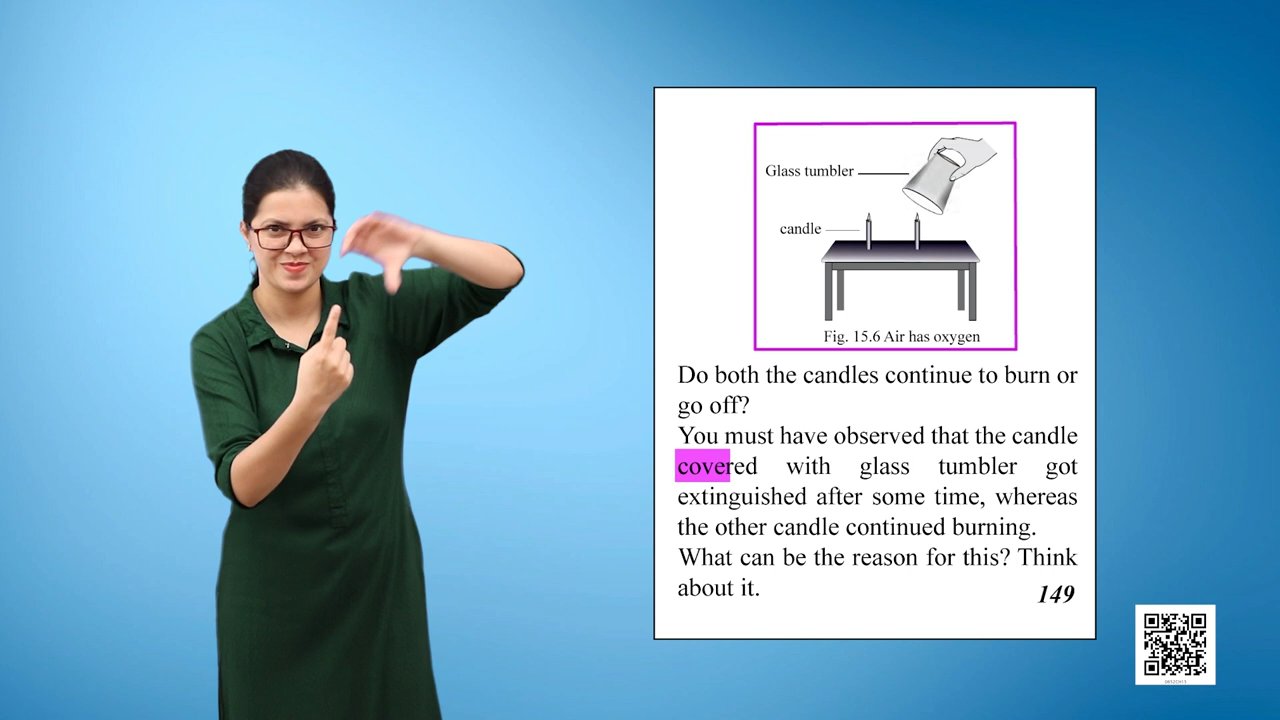 Glass tumbler
candle
Fig. 15.6 Air has oxygen
Do both the candles continue to burn or
go off?
You must have observed that the candle
covered with glass tumbler got
extinguished after some time, whereas
the other candle continued burning.
What can be the reason for this? Think
about it.
149